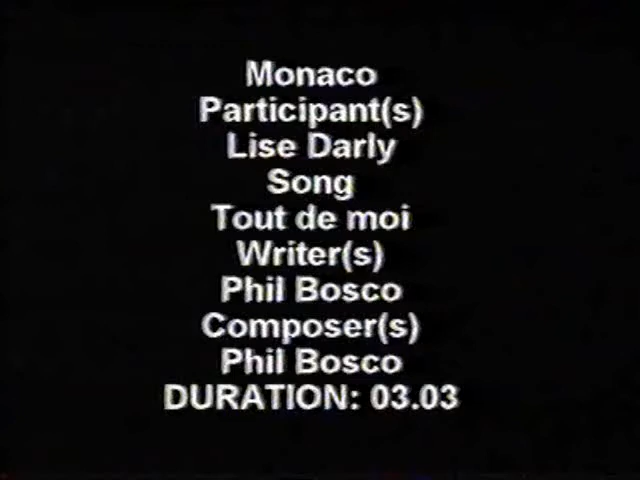 Monaco
Participant(s)
Lise Darly
Song
Tout de moi
Writer(s)
Phil Bosco
Composer(s)
Phil Bosco
DURATION: 03.03